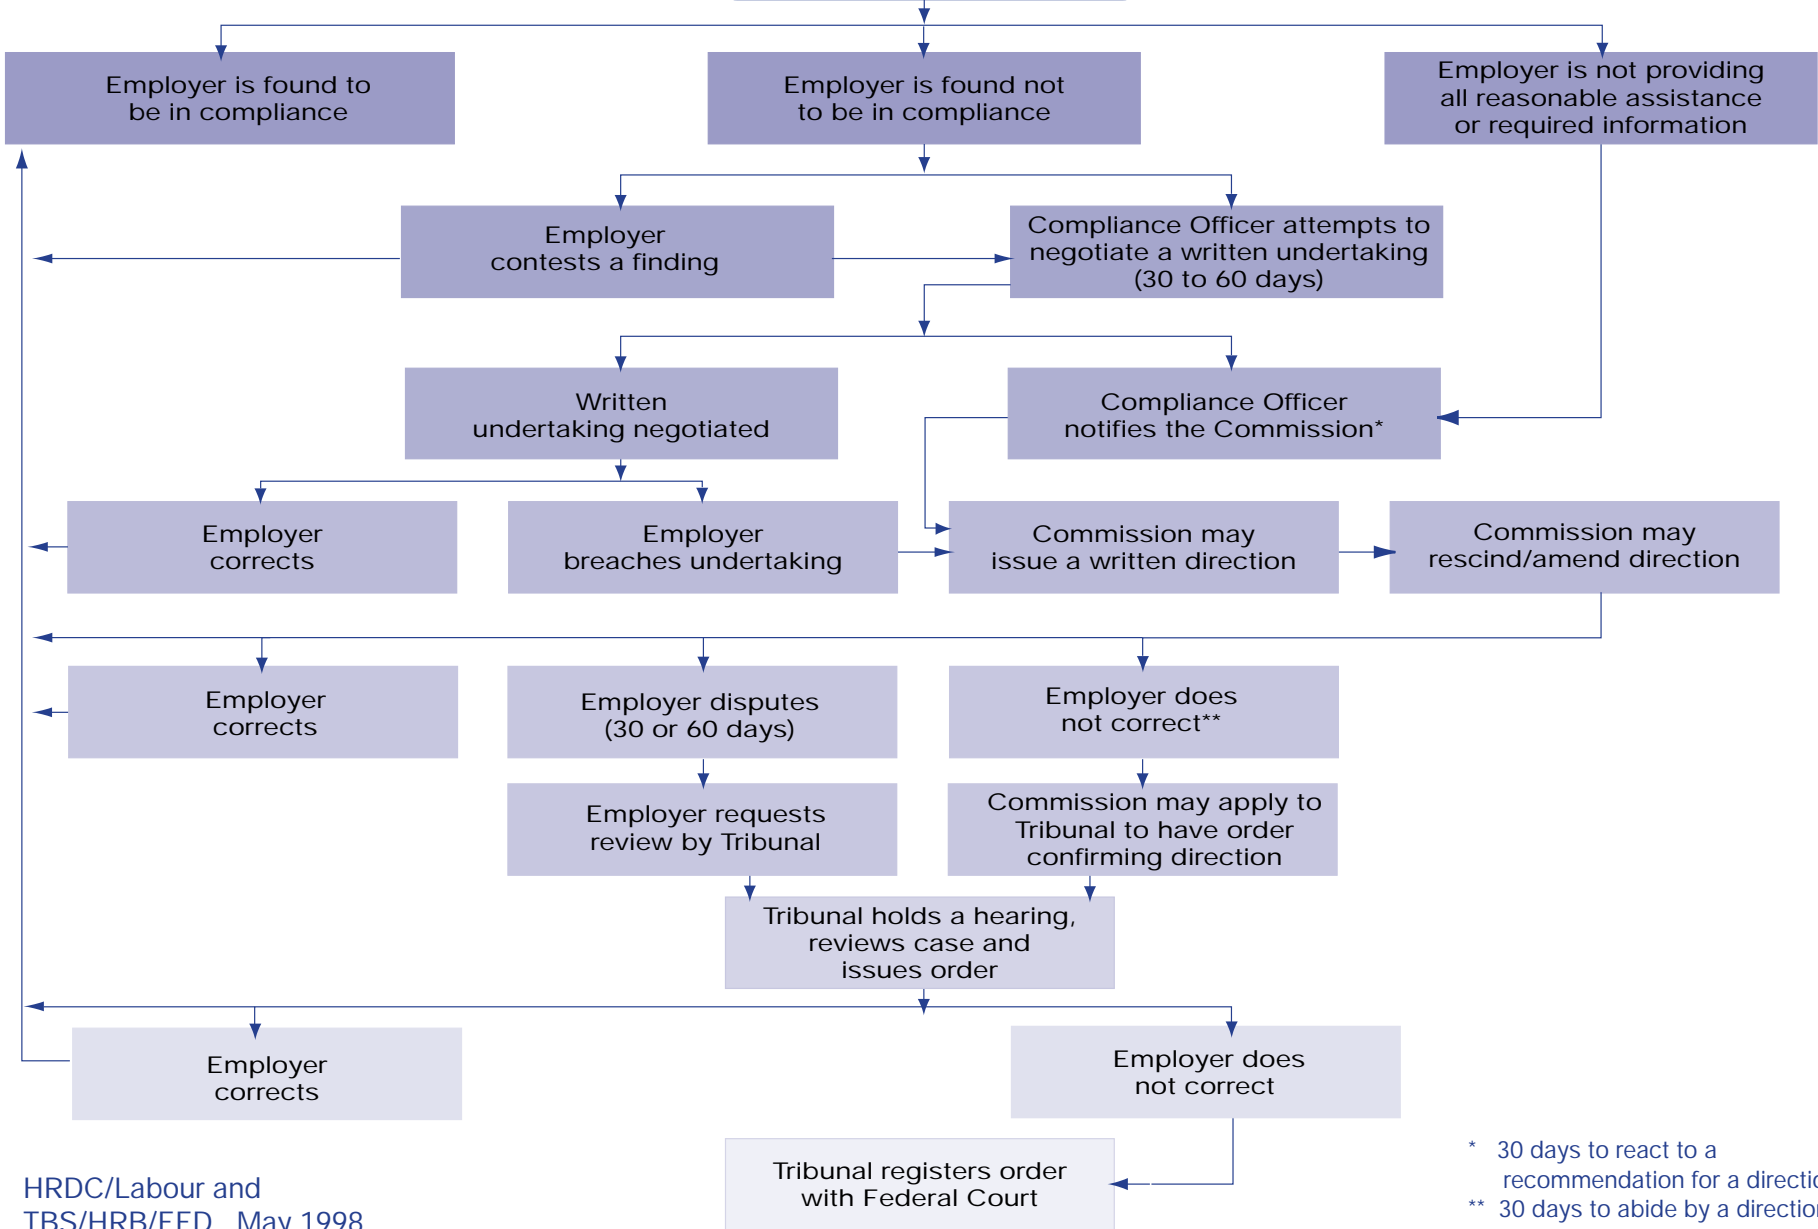 Employer is found to
be in compliance
Employer is found not
to be in compliance
Employer is not providing
all reasonable assistance
or required information
Employer
contests a finding
Compliance Officer attempts to
negotiate a written undertaking
(30 to 60 days)
Written
undertaking negotiated
Compliance Officer
notifies the Commission*
Employer
corrects
Employer
breaches undertaking
Commission may
issue a written direction
Commission may
rescind/amend direction
Employer
corrects
Employer disputes
(30 or 60 days)
Employer does
not correct**
Employer requests
review by Tribunal
Commission may apply to
Tribunal to have order
confirming direction
Tribunal holds a hearing,
reviews case and
issues order
Employer
corrects
Employer does
not correct
Tribunal registers order
with Federal Court
HRDC/Labour and
TBS/HRB/EED May 1998
* 30 days to react to a
recommendation for a directio
** 30 days to abide by a direction